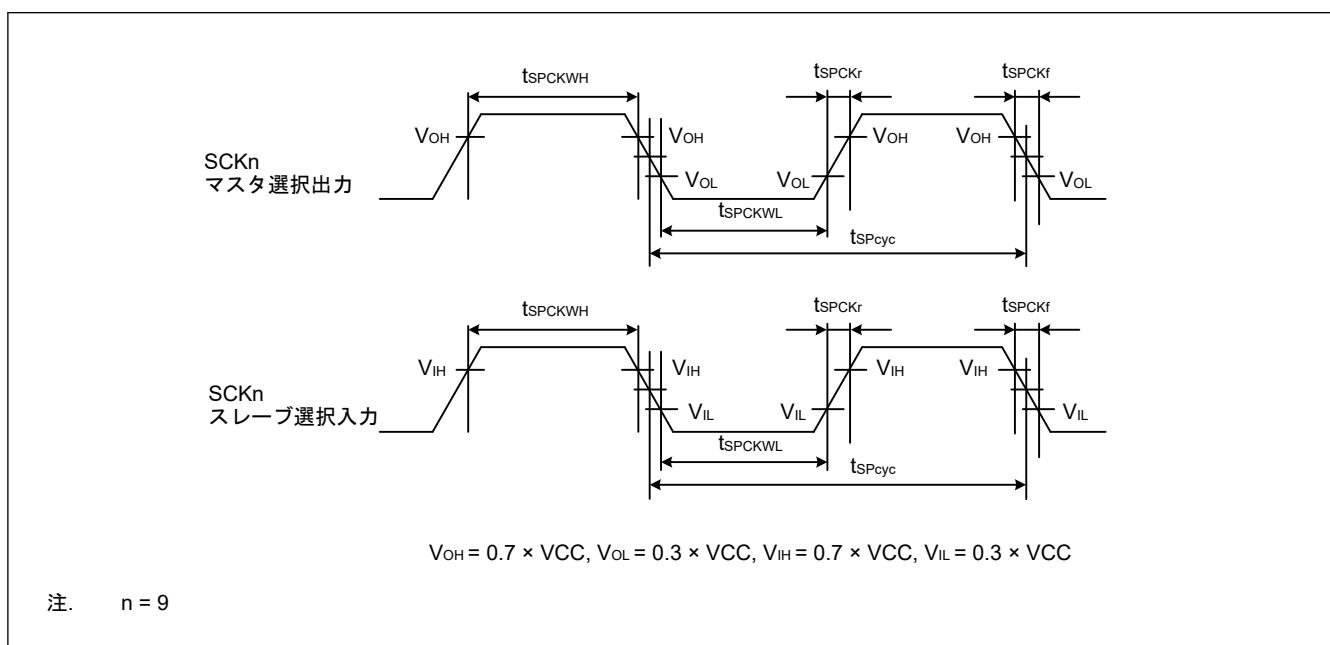 tSPCKWH
tSPCKr
tSPCKf
VOH
VOH
VOH
VOH
SCKn
マスタ選択出力
VOL
VOL
VOL
tSPCKWL
tSPcyc
tSPCKWH
tSPCKr
tSPCKf
VIH
VIH
VIH
VIH
SCKn
スレーブ選択入力
VIL
VIL
VIL
tSPCKWL
tSPcyc
VOH = 0.7 × VCC, VOL = 0.3 × VCC, VIH = 0.7 × VCC, VIL = 0.3 × VCC
注. n = 9